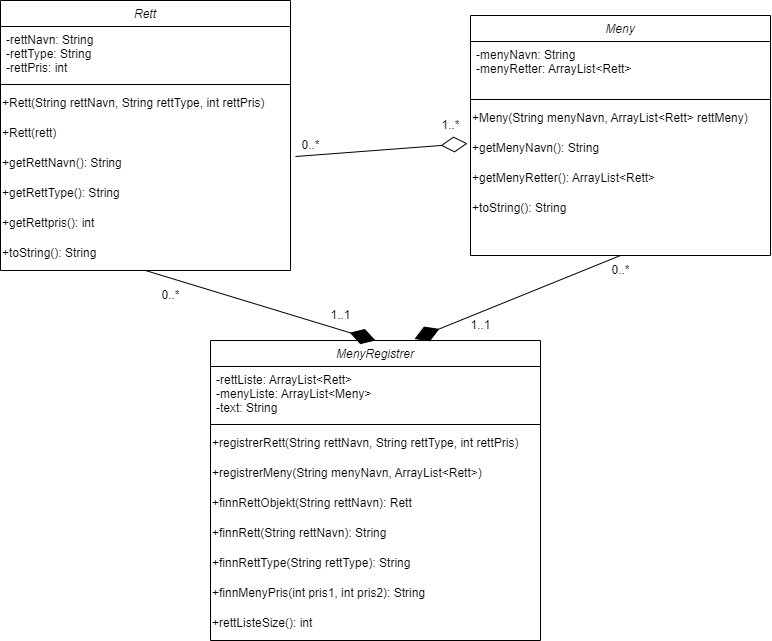 Rett
-rettNavn: String
-rettType: String
-rettPris: int
+Rett(String rettNavn, String rettType, int rettPris)
+Rett(rett)
+getRettNavn(): String
+getRettType(): String
+getRettpris(): int
+toString(): String
Meny
-menyNavn: String
-menyRetter: ArrayList<Rett>
+Meny(String menyNavn, ArrayList<Rett> rettMeny)
+getMenyNavn(): String
+getMenyRetter(): ArrayList<Rett>
+toString(): String
0..*
1..*
0..*
1..1
0..*
1..1
MenyRegistrer
-rettListe: ArrayList<Rett>
-menyListe: ArrayList<Meny>
-text: String
+registrerRett(String rettNavn, String rettType, int rettPris)
+registrerMeny(String menyNavn, ArrayList<Rett>)
+finnRettObjekt(String rettNavn): Rett
+finnRett(String rettNavn): String
+finnRettType(String rettType): String
+finnMenyPris(int pris1, int pris2): String
+rettListeSize(): int